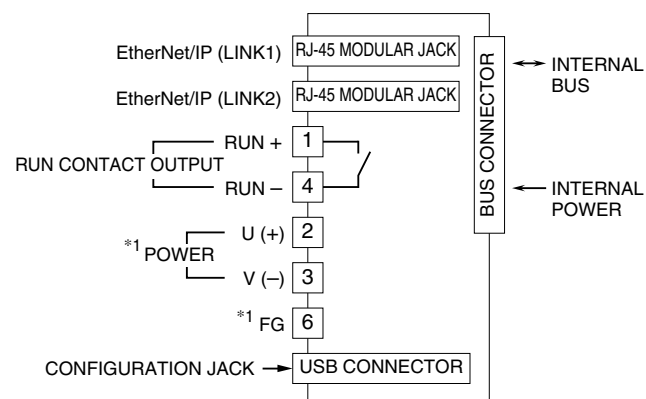 EtherNet/IP (LINK1) RJ-45 MODULAR JACK
EtherNet/IP (LINK2) RJ-45 MODULAR JACK
BUS CONNECTOR
INTERNAL
BUS
INTERNAL
POWER
RUN + 1
RUN CONTACT OUTPUT
RUN – 4
U (+) 2
*1 POWER
V (–) 3
*1 FG 6
CONFIGURATION JACK USB CONNECTOR